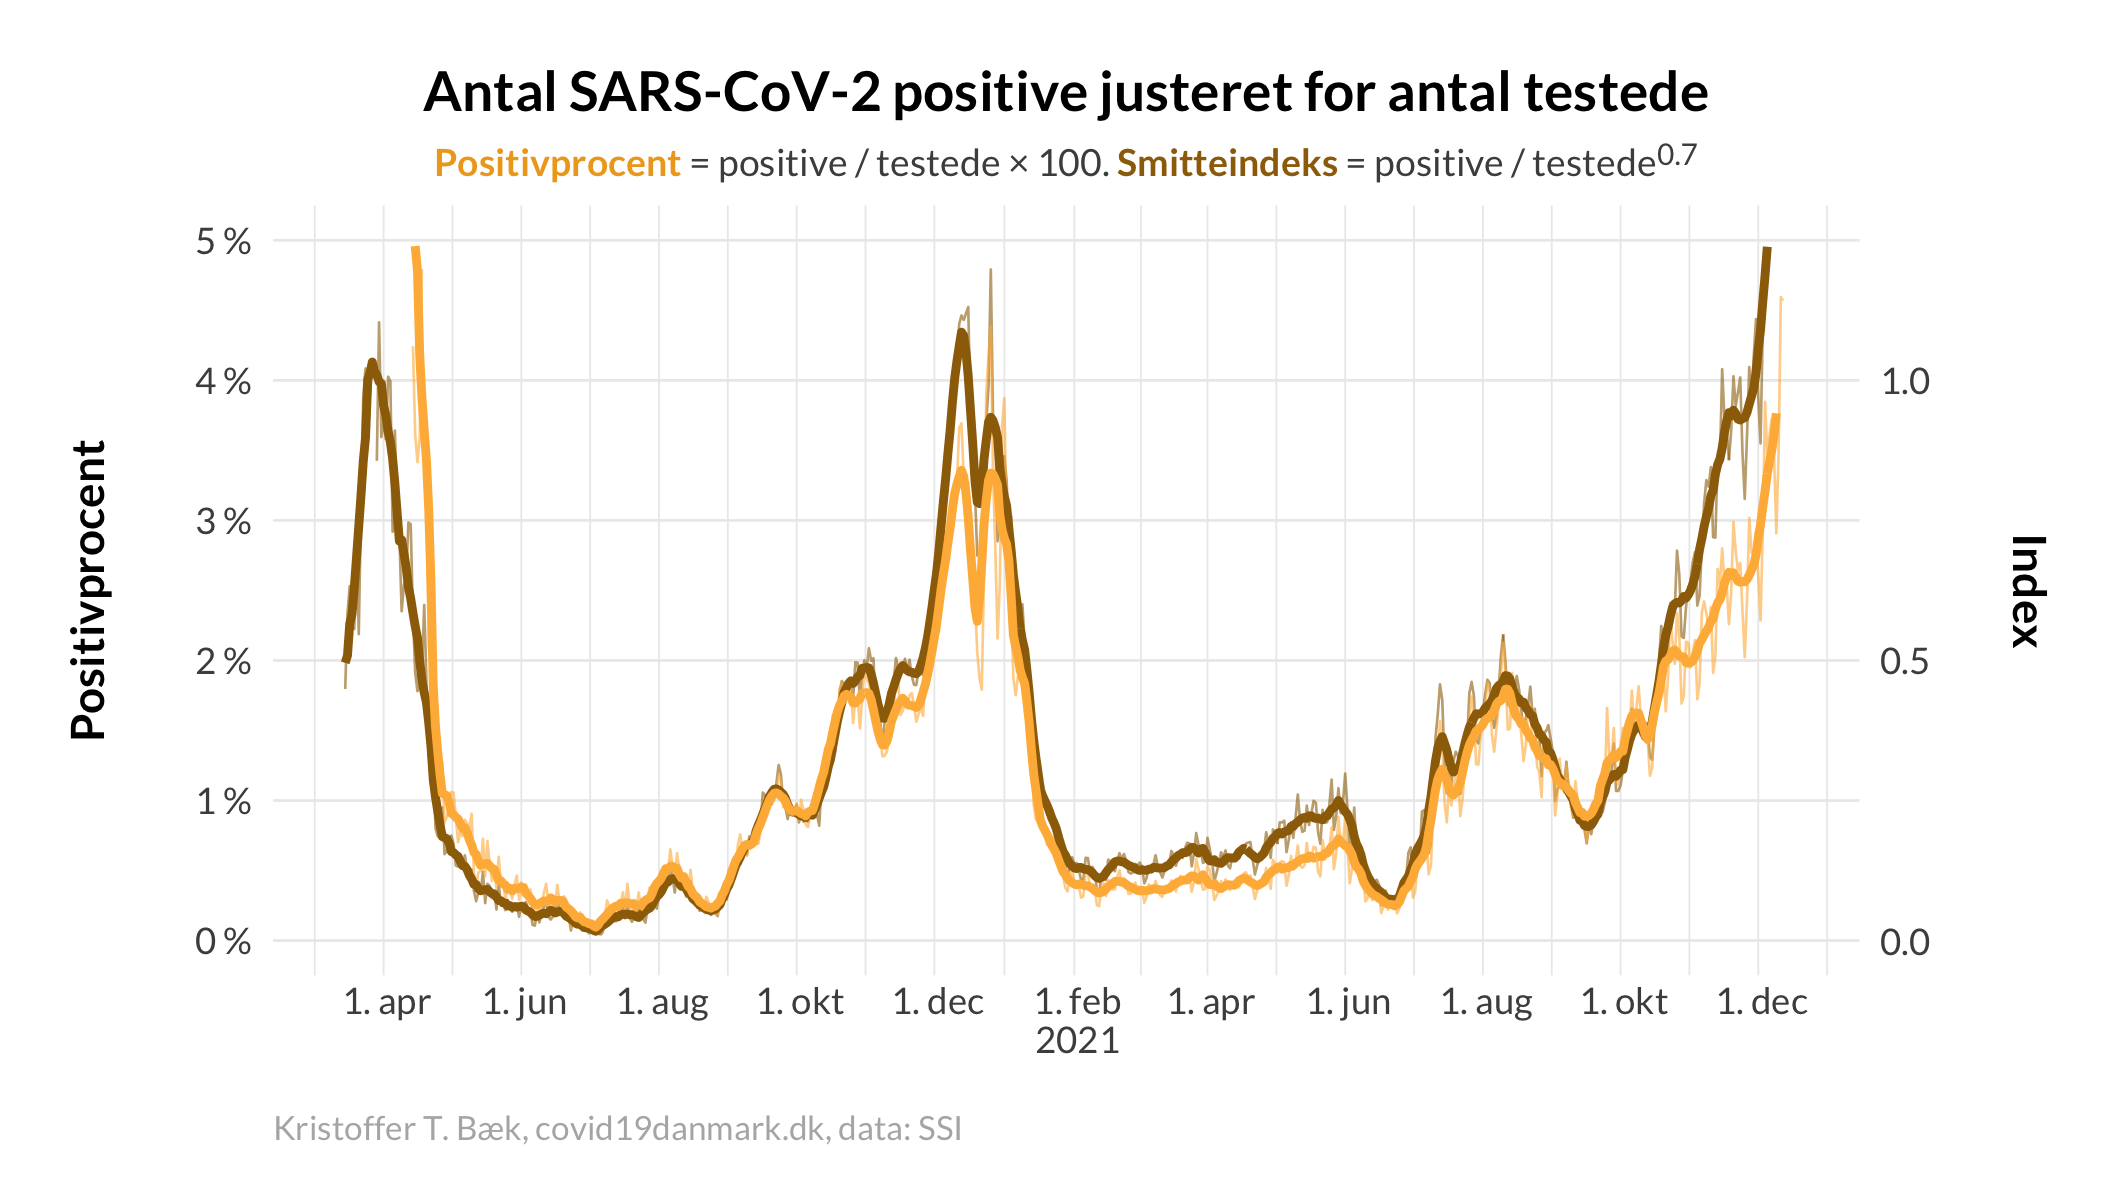 Antal SARS-CoV-2 positive justeret for antal testede
Positivprocent = positive / testede × 100. Smitteindeks = positive / testede^0.7
Positivprocent
5 %
4 %
3 %
2 %
1 %
0 %
1.0
0.5
0.0
Index
1. apr 1. jun 1. aug 1. okt 1. dec 1. feb 1. apr 1. jun 1. aug 1. okt 1. dec
2021
Kristoffer T. Bæk, covid19danmark.dk, data: SSI